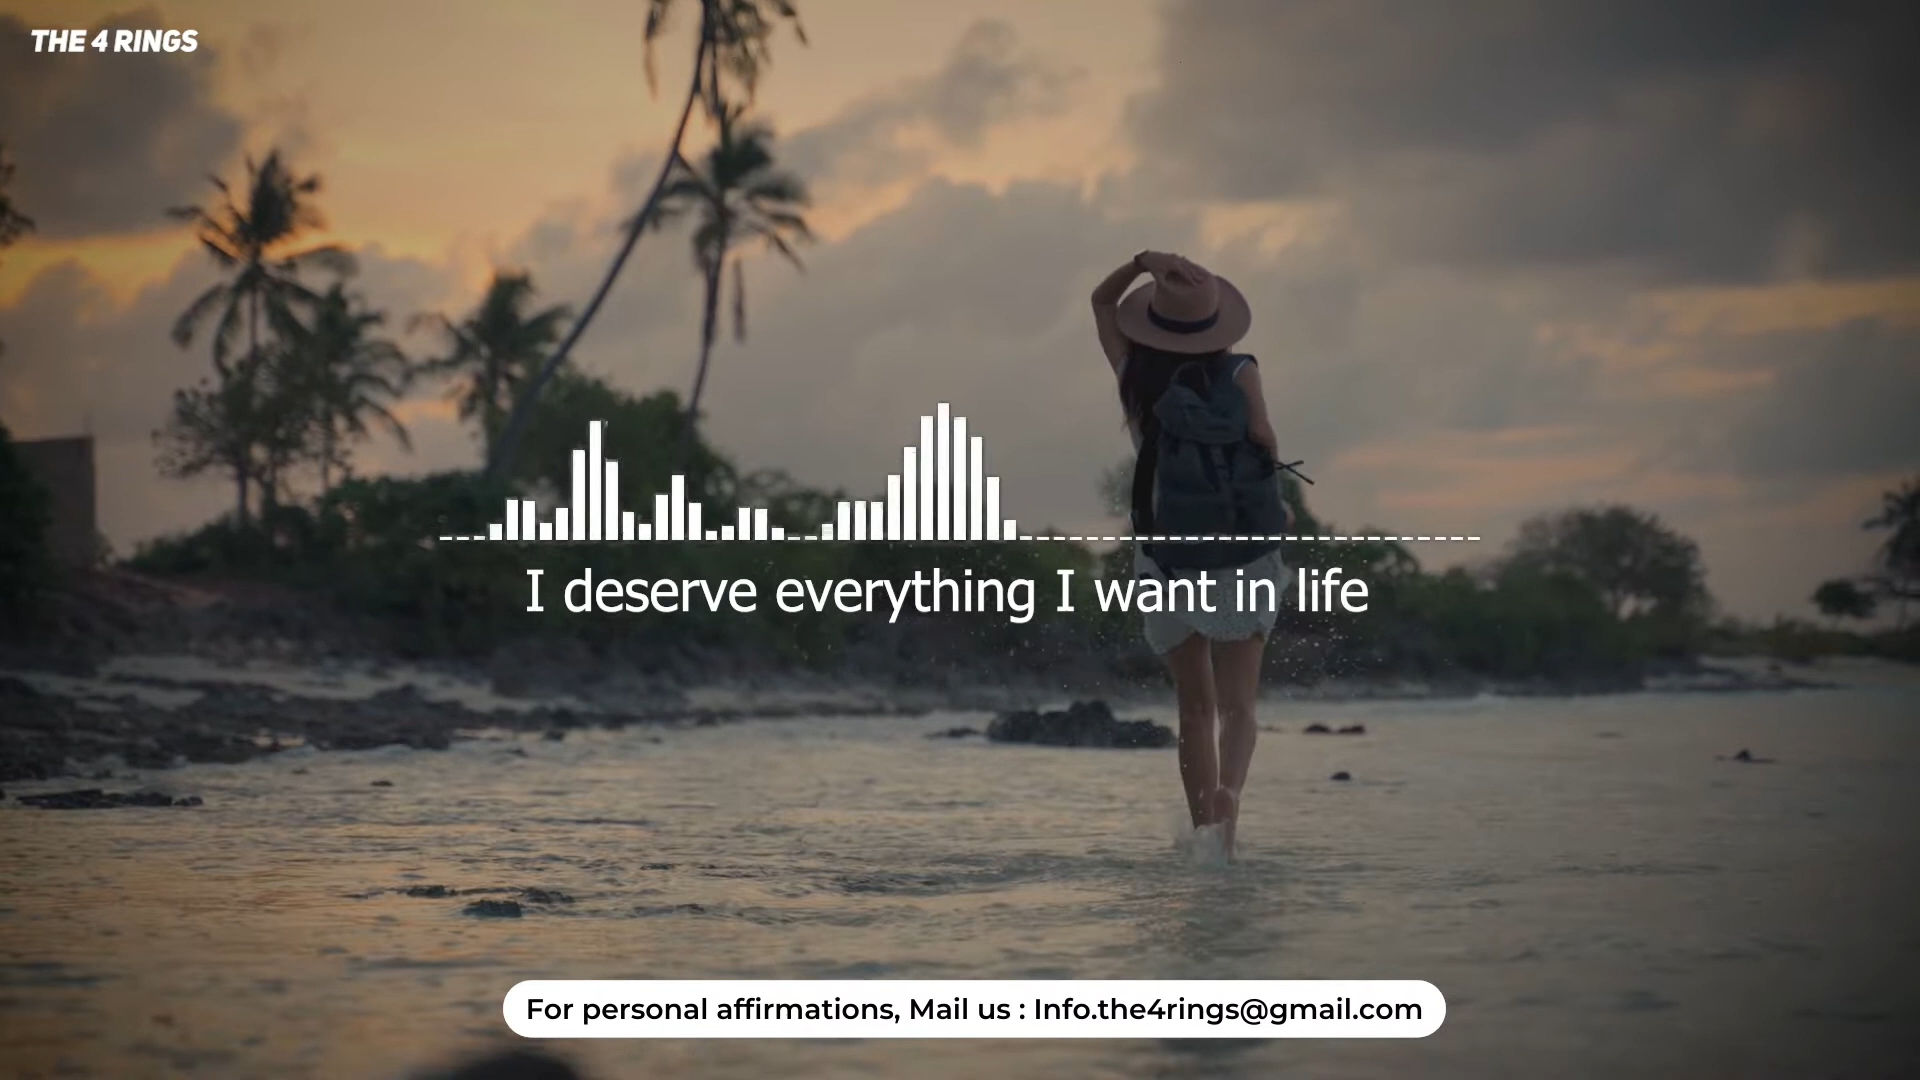 THE 4 RINGS
I deserve everything I want in life
For personal affirmations, Mail us : Info.the4rings@gmail.com